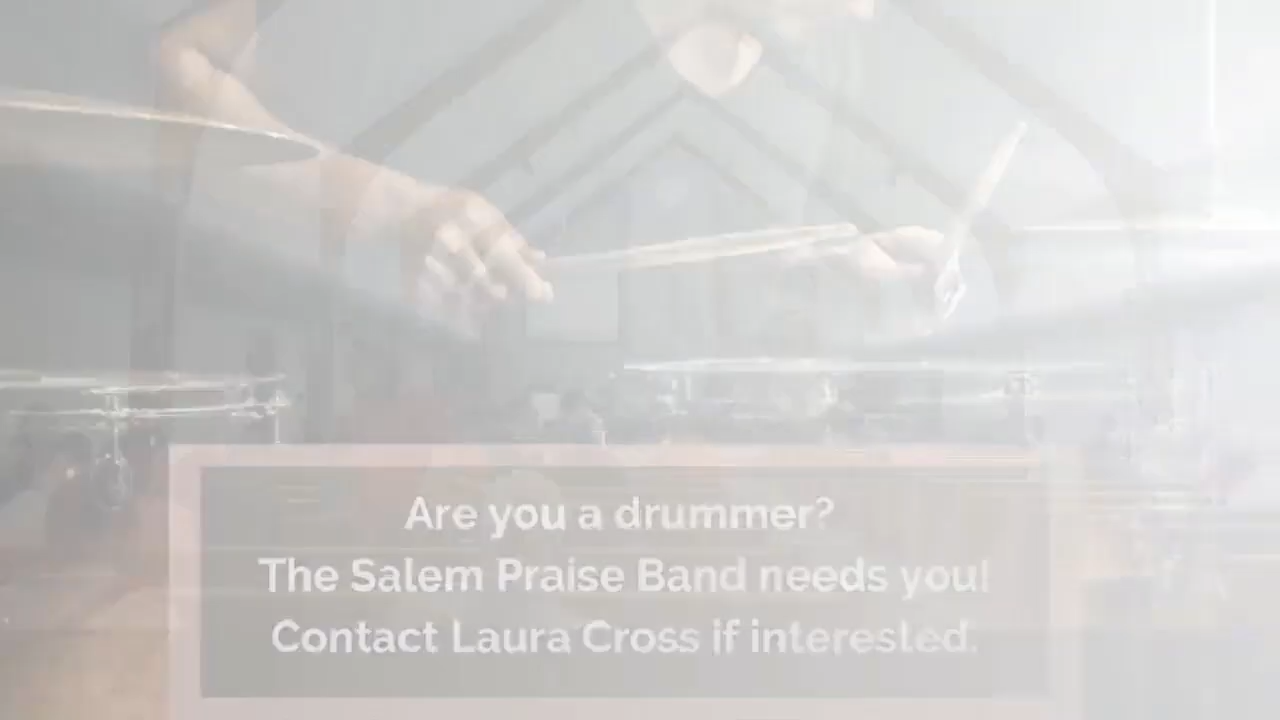 Are you a drummer?
The Salem Praise Band needs you!
Contact Laura Cross if interested.